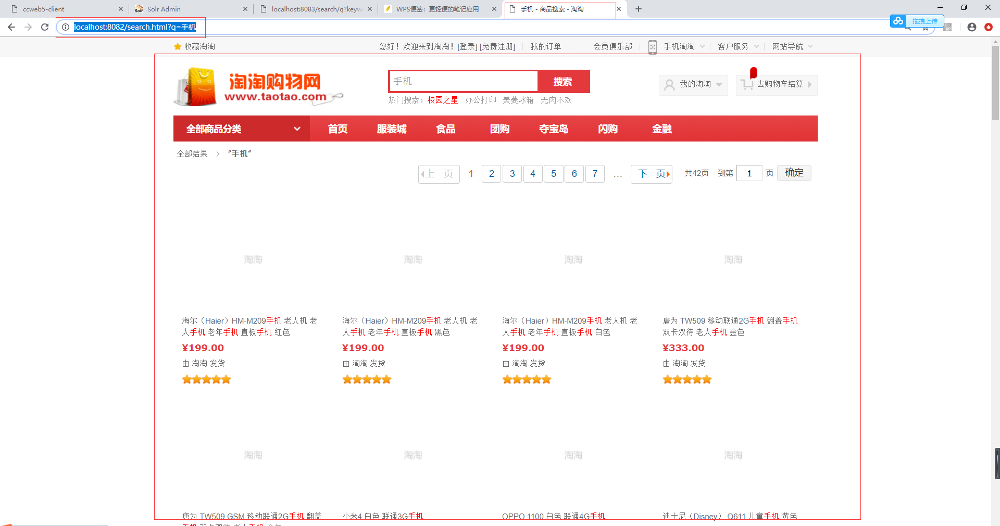 ccweb5-client
Solr Admin
localhost:8083/search/q?keyw
WPS便签：更轻便的笔记应用
手机 - 商品搜索 - 淘淘
localhost:8082/search.html?q=手机
拖拽上传
收藏淘淘
您好！欢迎来到淘淘！[登录] [免费注册]
我的订单
会员俱乐部
手机淘淘
客户服务
网站导航
淘淘购物网
www.taotao.com
手机
搜索
热门搜索：校园之星 办公打印 美菱冰箱 无肉不欢
我的淘淘
去购物车结算
全部商品分类 首页 服装城 食品 团购 夺宝岛 闪购 金融
全部结果 > "手机"
上一页 1 2 3 4 5 6 7 … 下一页 共42页 到第 1 页 确定
淘淘 淘淘 淘淘 淘淘
海尔（Haier）HM-M209手机 老人机 老
人手机 老年手机 直板手机 红色
¥199.00
由 淘淘 发货
海尔（Haier）HM-M209手机 老人机 老
人手机 老年手机 直板手机 黑色
¥199.00
由 淘淘 发货
海尔（Haier）HM-M209手机 老人机 老
人手机 老年手机 直板手机 白色
¥199.00
由 淘淘 发货
唐为 TW509 移动联通2G手机 翻盖手机
双卡双待 老人手机 金色
¥333.00
由 淘淘 发货
淘淘 淘淘 淘淘 淘淘
唐为 TW509 GSM 移动联通2G手机 翻盖
小米4 白色 联通3G手机
OPPO 1100 白色 联通4G手机
迪士尼（Disney） Q611 儿童手机 黄色